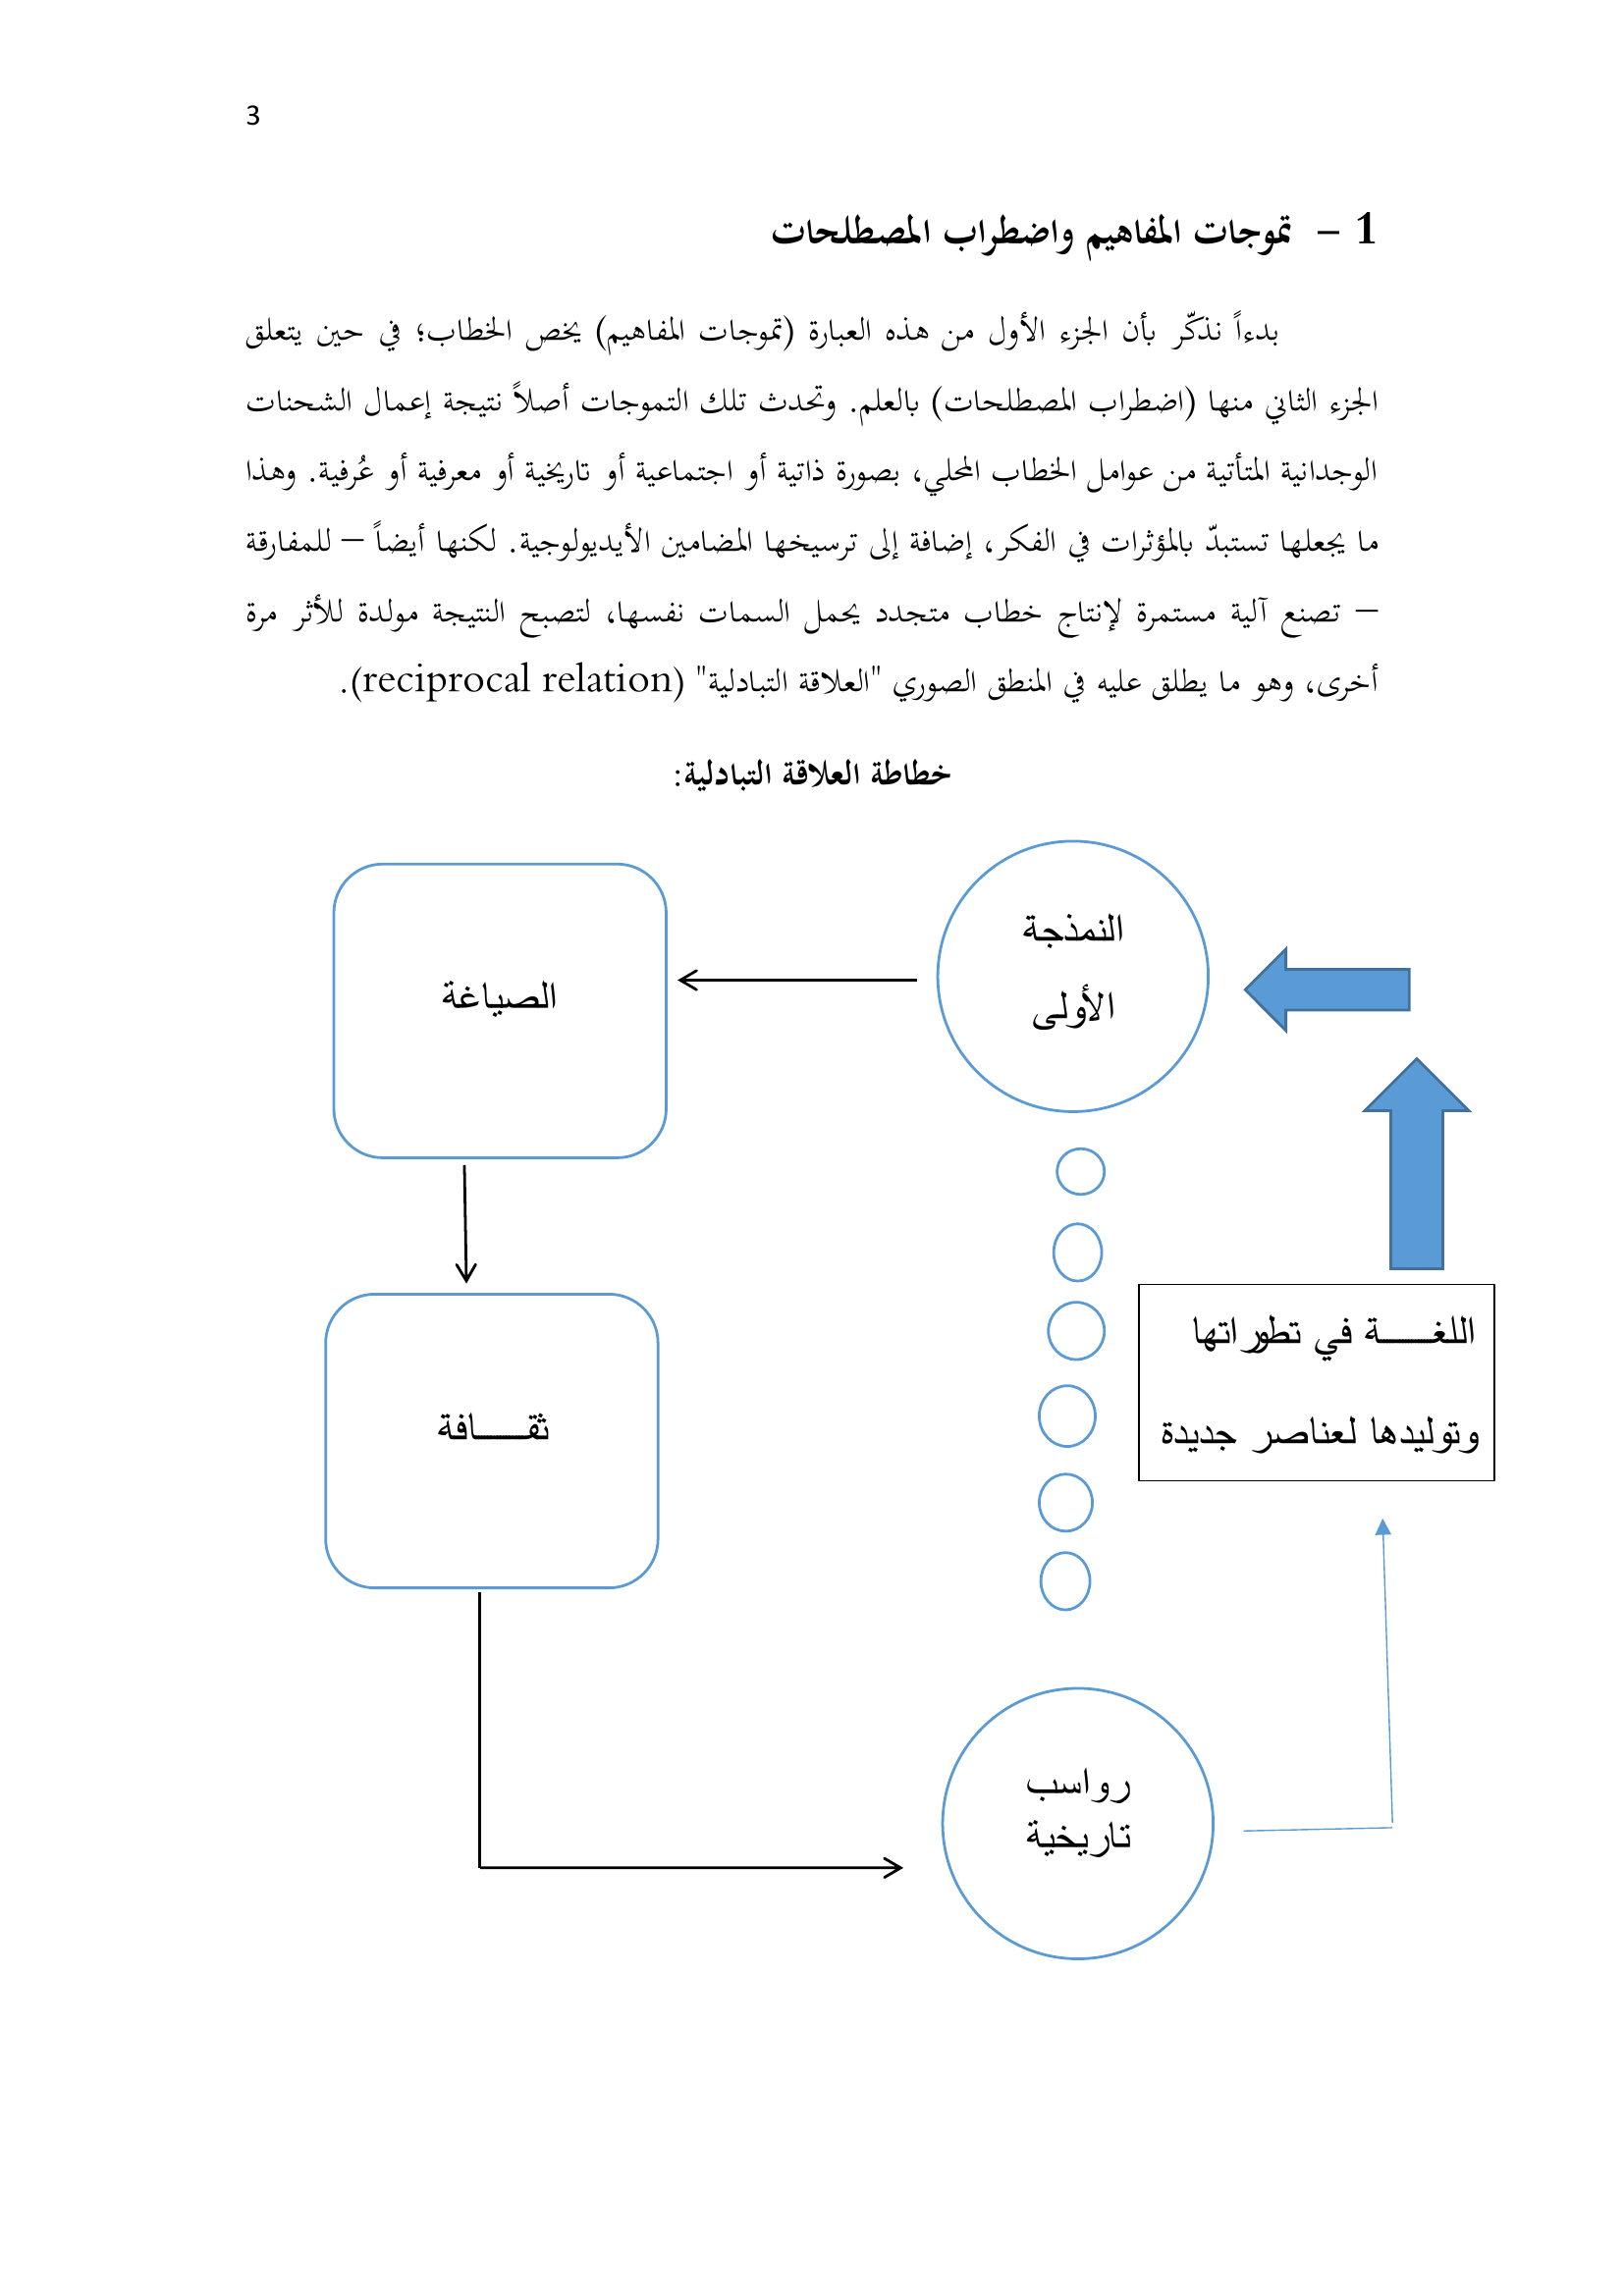 3
1 – تموجات المفاهيم واضطراب المصطلحات
بدءاً نذكّر بأن الجزء الأول من هذه العبارة (تموجات المفاهيم) يخص الخطاب؛ في حين يتعلق
الجزء الثاني منها (اضطراب المصطلحات) بالعلم. وتحدث تلك التموجات أصلاً نتيجة إعمال الشحنات
الوجدانية المتأتية من عوامل الخطاب المحلي، بصورة ذاتية أو اجتماعية أو تاريخية أو معرفية أو عُرفية. وهذا
ما يجعلها تستبدّ بالمؤثرات في الفكر، إضافة إلى ترسيخها المضامين الأيديولوجية. لكنها أيضاً – للمفارقة
– تصنع آلية مستمرة لإنتاج خطاب متجدد يحمل السمات نفسها، لتصبح النتيجة مولدة للأثر مرة
أخرى، وهو ما يطلق عليه في المنطق الصوري "العلاقة التبادلية" (reciprocal relation).
خطاطة العلاقة التبادلية:
النمذجة
الأولى
الصياغة
اللغـــــة في تطوراتها
وتوليدها لعناصر جديدة
ثقـــــافة
رواسب
تاريخية